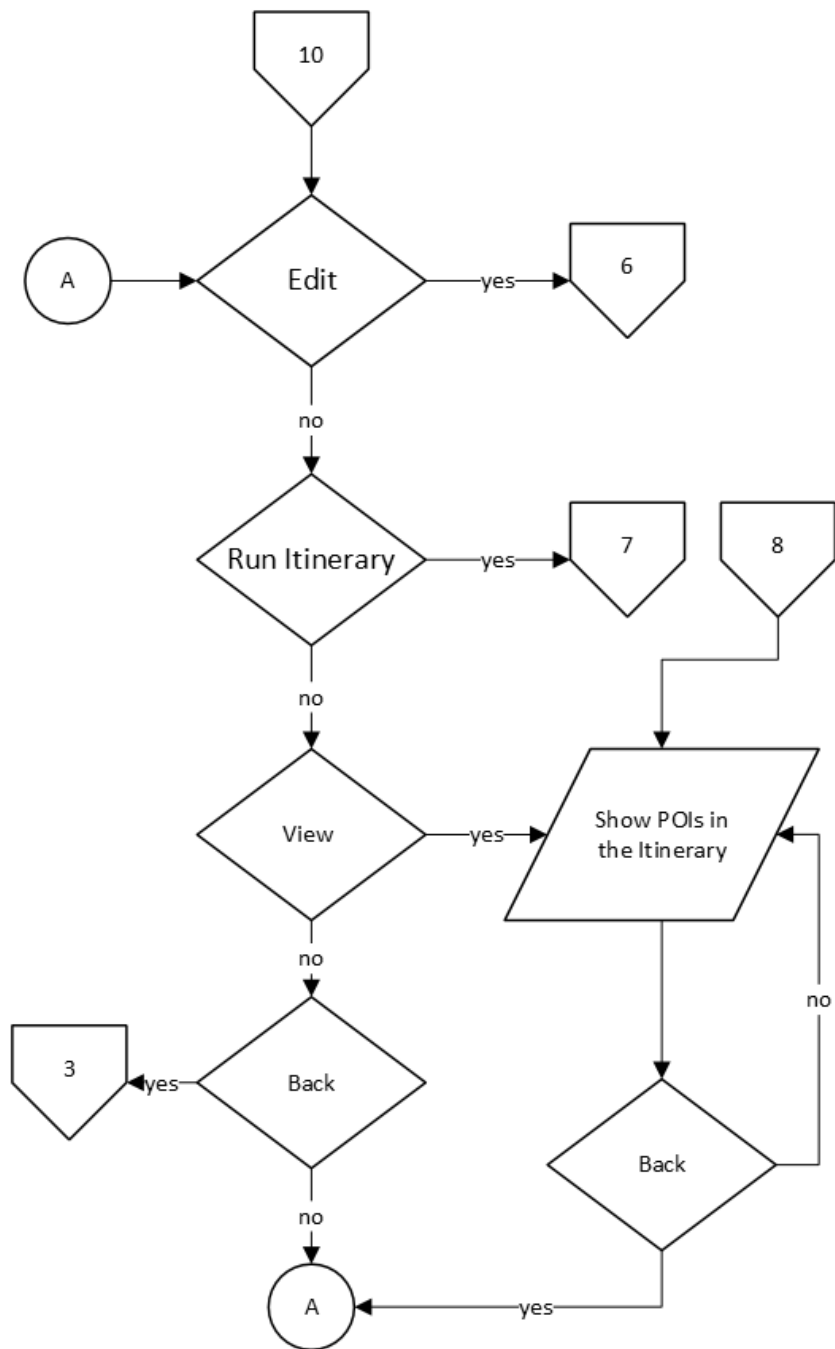 10
A
Edit
yes
6
no
Run Itinerary
yes
7
8
no
View
yes
Show POIs in
the Itinerary
no
no
3
yes
Back
Back
no
A
yes